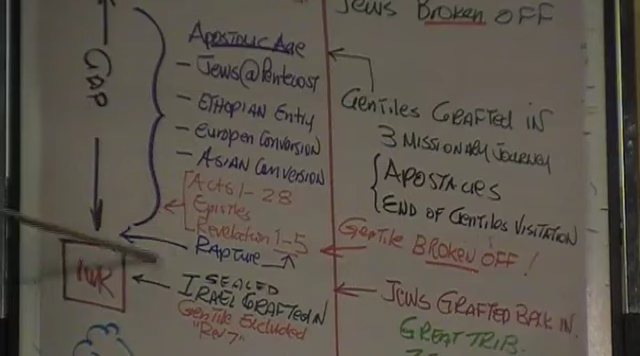 Jews Broken OFF
Apostolic Age
GAP
- Jews@Pentecost
- ETHOPIAN Entry
- Europen Conversion
- ASIAN Conversion
Acts 1-28
Epistles
Revelation 1-5
RAPTURE
Gentiles GRAFTED iN
3 Missionary Journey
APOSTACIES
END OF Gentiles VISITATION
Gentile BROKEN OFF!
SEALED
ISRAEL GRAFTED iN
Gentile Excluded
"Rev 7"
Jews GRAFTED BACK iN.
GREAT TRIB.